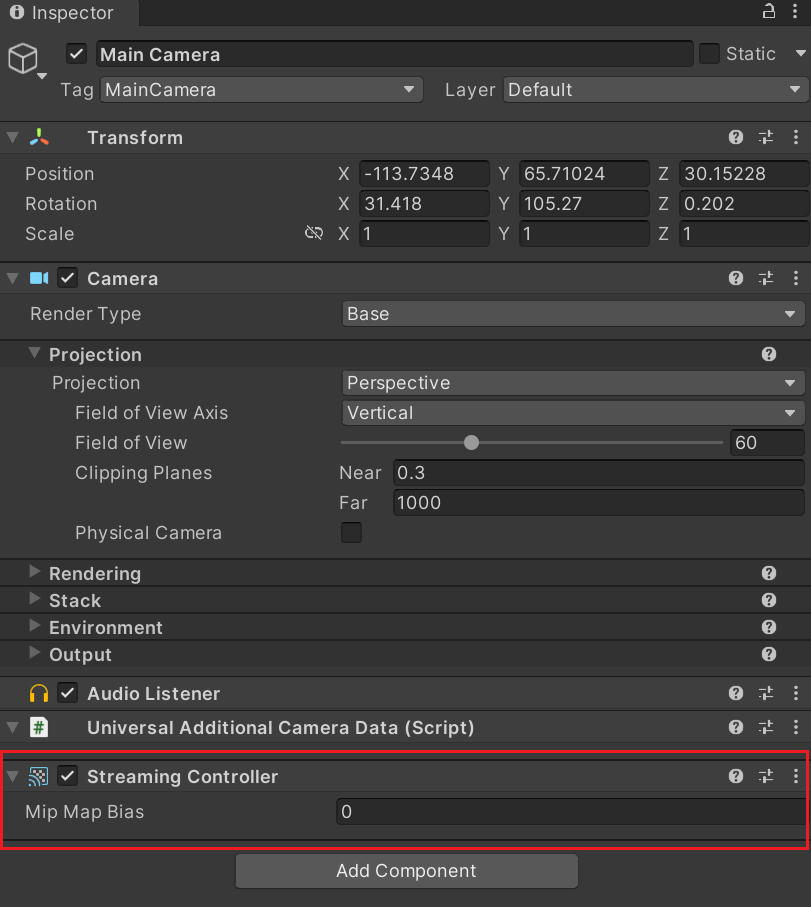 Inspector
Main Camera Static
Tag MainCamera Layer Default
Transform
Position X -113.7348 Y 65.71024 Z 30.15228
Rotation X 31.418 Y 105.27 Z 0.202
Scale X 1 Y 1 Z 1
Camera
Render Type Base
Projection
Projection Perspective
Field of View Axis Vertical
Field of View 60
Clipping Planes Near 0.3
Far 1000
Physical Camera
Rendering
Stack
Environment
Output
Audio Listener
# Universal Additional Camera Data (Script)
Streaming Controller
Mip Map Bias 0
Add Component